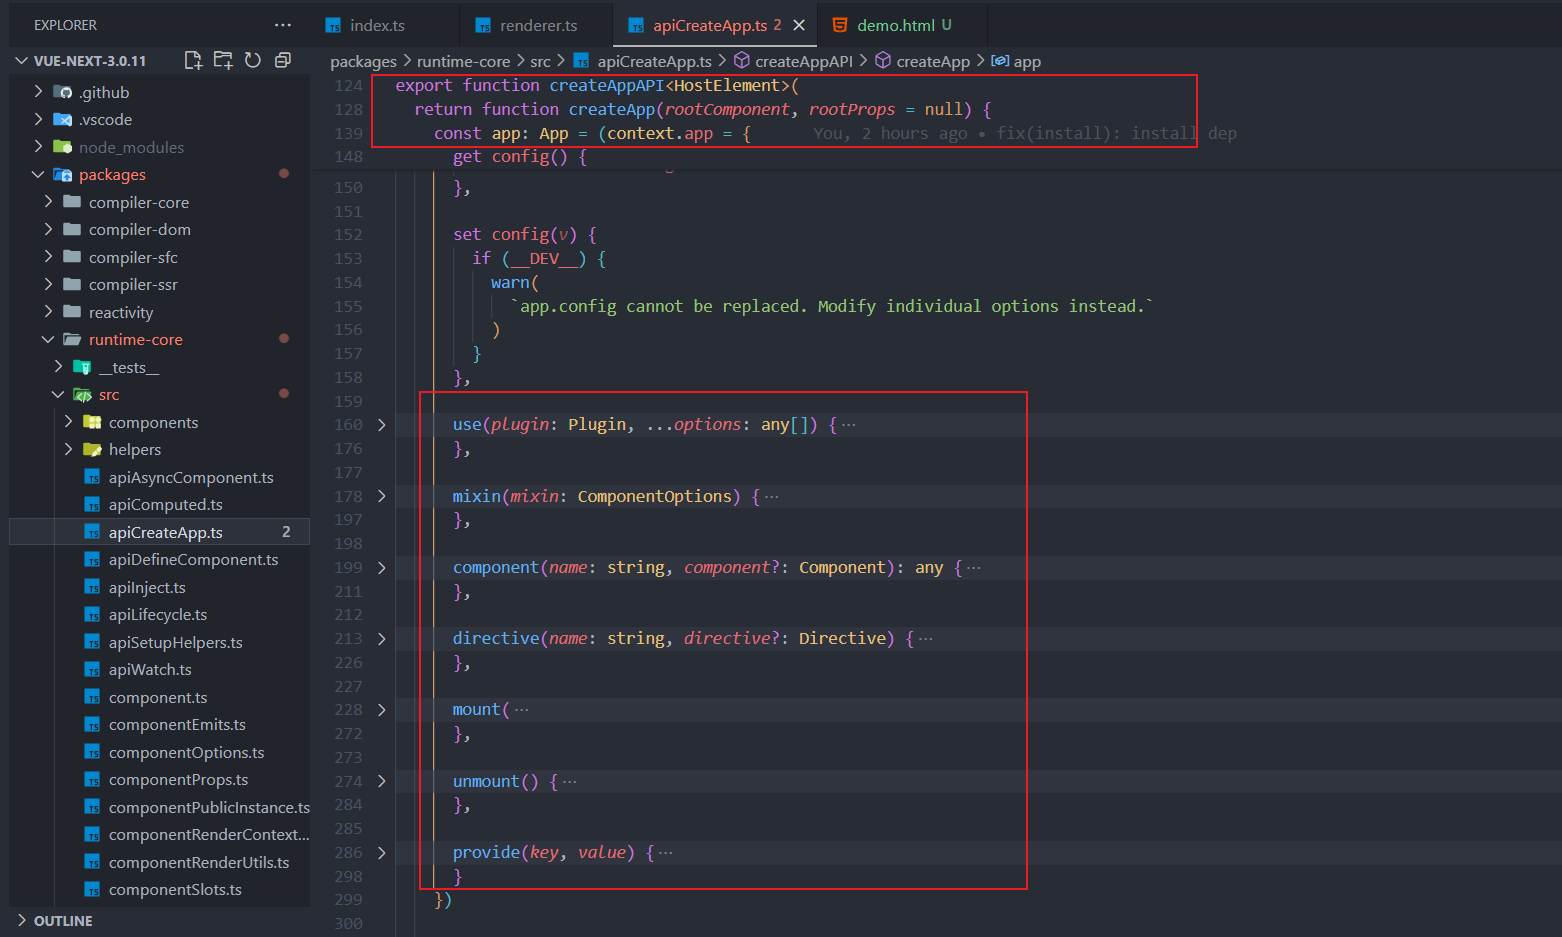 EXPLORER ···
index.ts
renderer.ts
apiCreateApp.ts 2
demo.html U
VUE-NEXT-3.0.11
packages > runtime-core > src > apiCreateApp.ts > createAppAPI > createApp > app
.github
.vscode
node_modules
packages
compiler-core
compiler-dom
compiler-sfc
compiler-ssr
reactivity
runtime-core
__tests__
src
components
helpers
apiAsyncComponent.ts
apiComputed.ts
apiCreateApp.ts 2
apiDefineComponent.ts
apiInject.ts
apiLifecycle.ts
apiSetupHelpers.ts
apiWatch.ts
component.ts
componentEmits.ts
componentOptions.ts
componentProps.ts
componentPublicInstance.ts
componentRenderContext...
componentRenderUtils.ts
componentSlots.ts
OUTLINE
124 export function createAppAPI<HostElement>(
128 return function createApp(rootComponent, rootProps = null) {
139 const app: App = (context.app = { You, 2 hours ago • fix(install): install dep
148 get config() {
150 },
151
152 set config(v) {
153 if (__DEV__) {
154 warn(
155 `app.config cannot be replaced. Modify individual options instead.`
156 )
157 }
158 },
159
160 use(plugin: Plugin, ...options: any[]) { ···
176 },
177
178 mixin(mixin: ComponentOptions) { ···
197 },
198
199 component(name: string, component?: Component): any { ···
211 },
212
213 directive(name: string, directive?: Directive) { ···
226 },
227
228 mount( ···
272 },
273
274 unmount() { ···
284 },
285
286 provide(key, value) { ···
298 }
299 })
300